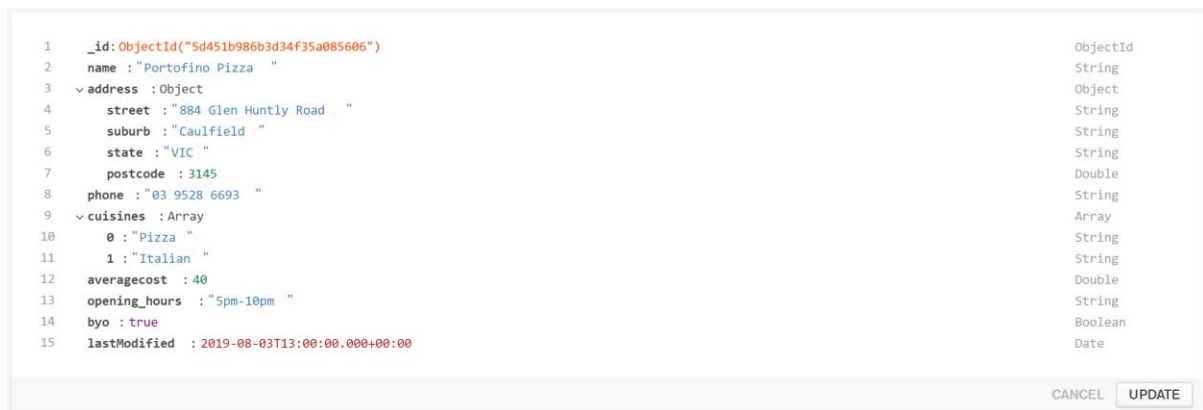 1 _id: ObjectId("5d451b986b3d34f35a085606") ObjectId
2 name : "Portofino Pizza " String
3 address : Object Object
4 street : "884 Glen Huntly Road " String
5 suburb : "Caulfield " String
6 state : "VIC " String
7 postcode : 3145 Double
8 phone : "03 9528 6693 " String
9 cuisines : Array Array
10 0 : "Pizza " String
11 1 : "Italian " String
12 averagecost : 40 Double
13 opening_hours : "5pm-10pm " String
14 byo : true Boolean
15 lastModified : 2019-08-03T13:00:00.000+00:00 Date
CANCEL UPDATE